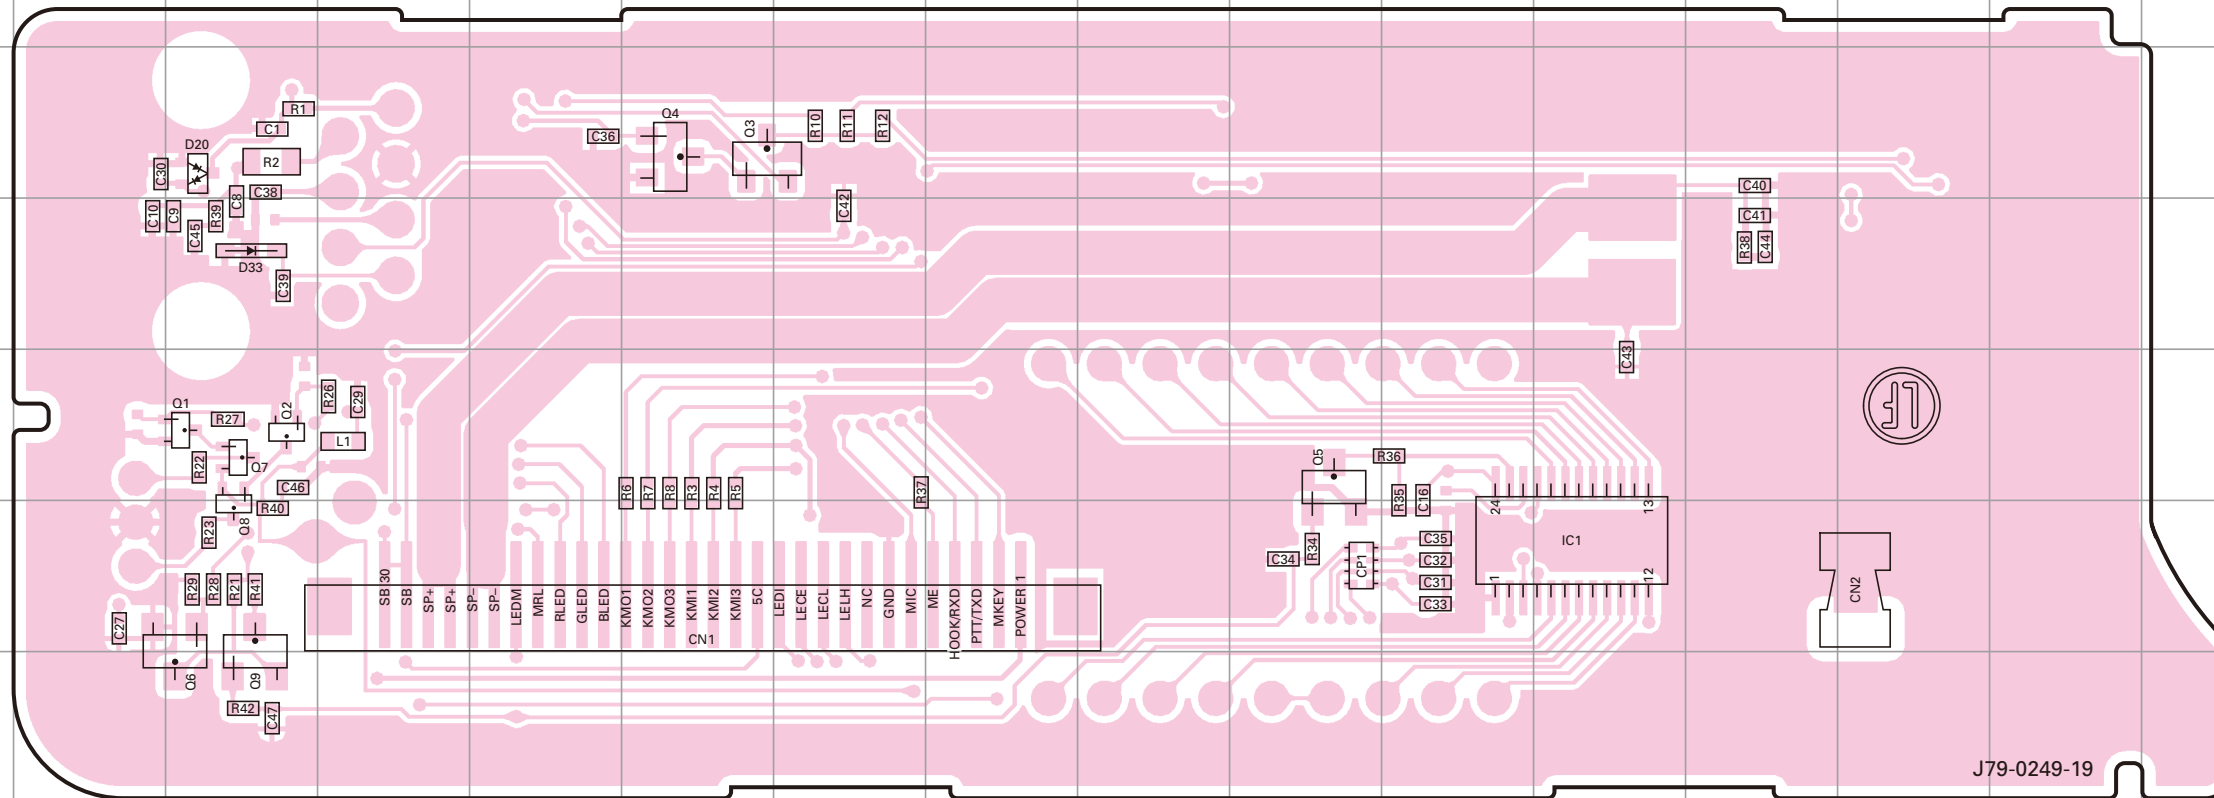 R1
C1
D20
R2
C30
C38
C8
C10
C9
R39
C45
D33
C39
Q4
C36
Q3
R10
R11
R12
C42
C40
C41
R38
C44
C43
Q1
R27
Q2
R26
C29
L1
R22
Q7
C46
R40
R23
Q8
R29
R28
R21
R41
C27
Q6
Q9
R42
C47
R6
R7
R8
R3
R4
R5
R37
SB 30
SB
SP+
SP+
SP-
SP-
LEDM
MRL
RLED
GLED
BLED
KMO1
KMO2
KMO3
KMI1
KMI2
KMI3
5C
LEDI
LECE
LECL
LELH
NC
GND
MIC
ME
HOOK/RXD
PTT/TXD
MKEY
POWER 1
CN1
Q5
R36
R35
C16
C34
R34
CP1
C35
C32
C31
C33
24
13
IC1
1
12
CN2
J79-0249-19